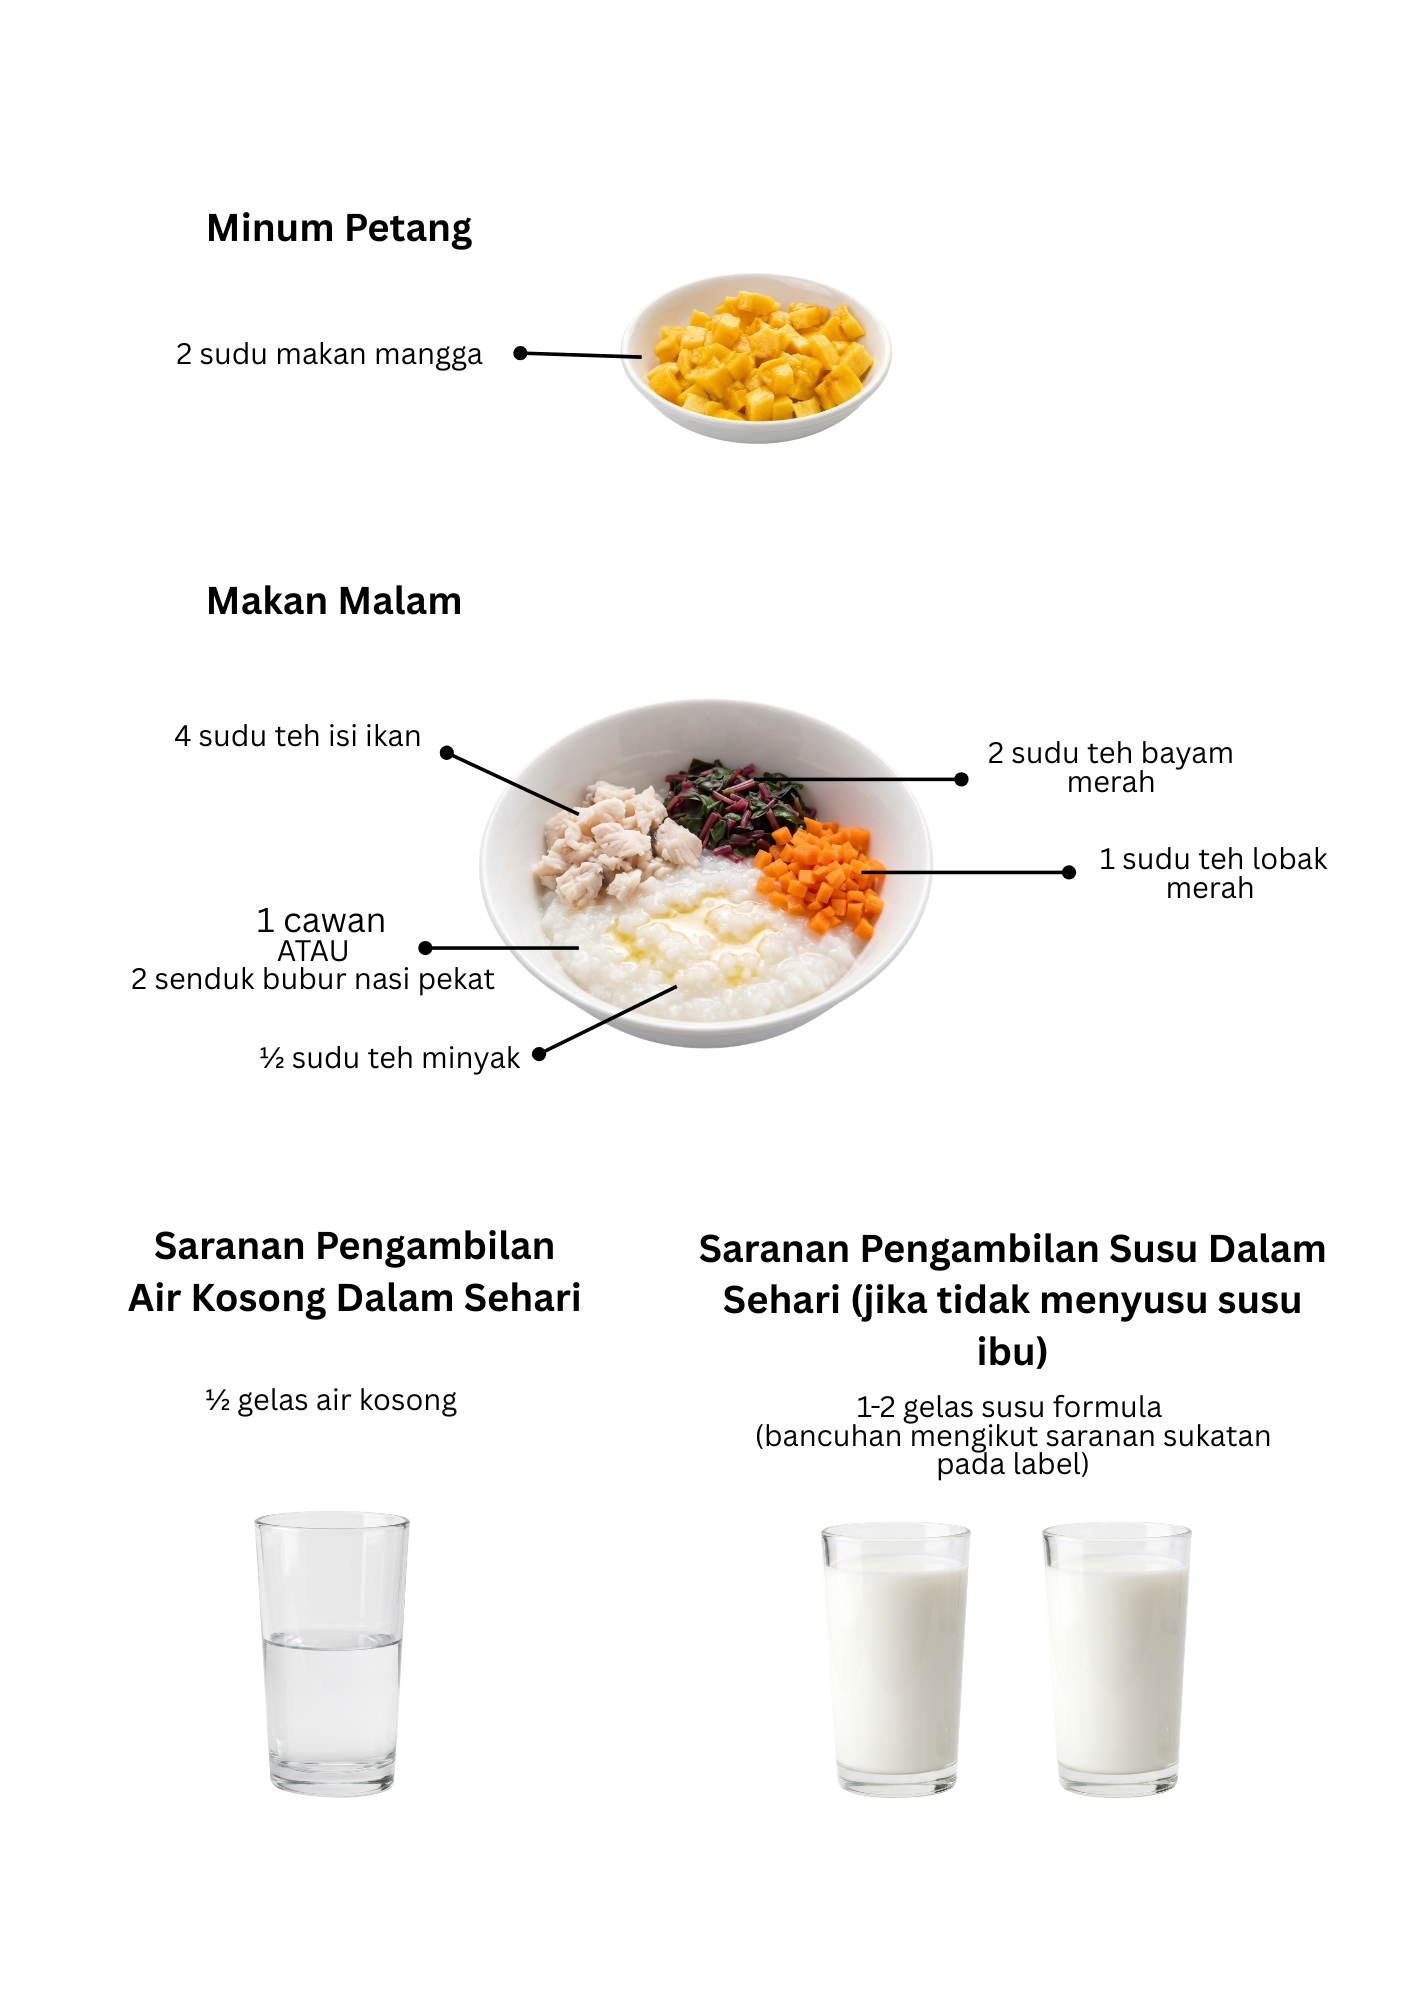 Minum Petang
2 sudu makan mangga
Makan Malam
4 sudu teh isi ikan
2 sudu teh bayam
merah
1 sudu teh lobak
merah
1 cawan
ATAU
2 senduk bubur nasi pekat
½ sudu teh minyak
Saranan Pengambilan
Air Kosong Dalam Sehari
½ gelas air kosong
Saranan Pengambilan Susu Dalam
Sehari (jika tidak menyusu susu
ibu)
1-2 gelas susu formula
(bancuhan mengikut saranan sukatan
pada label)